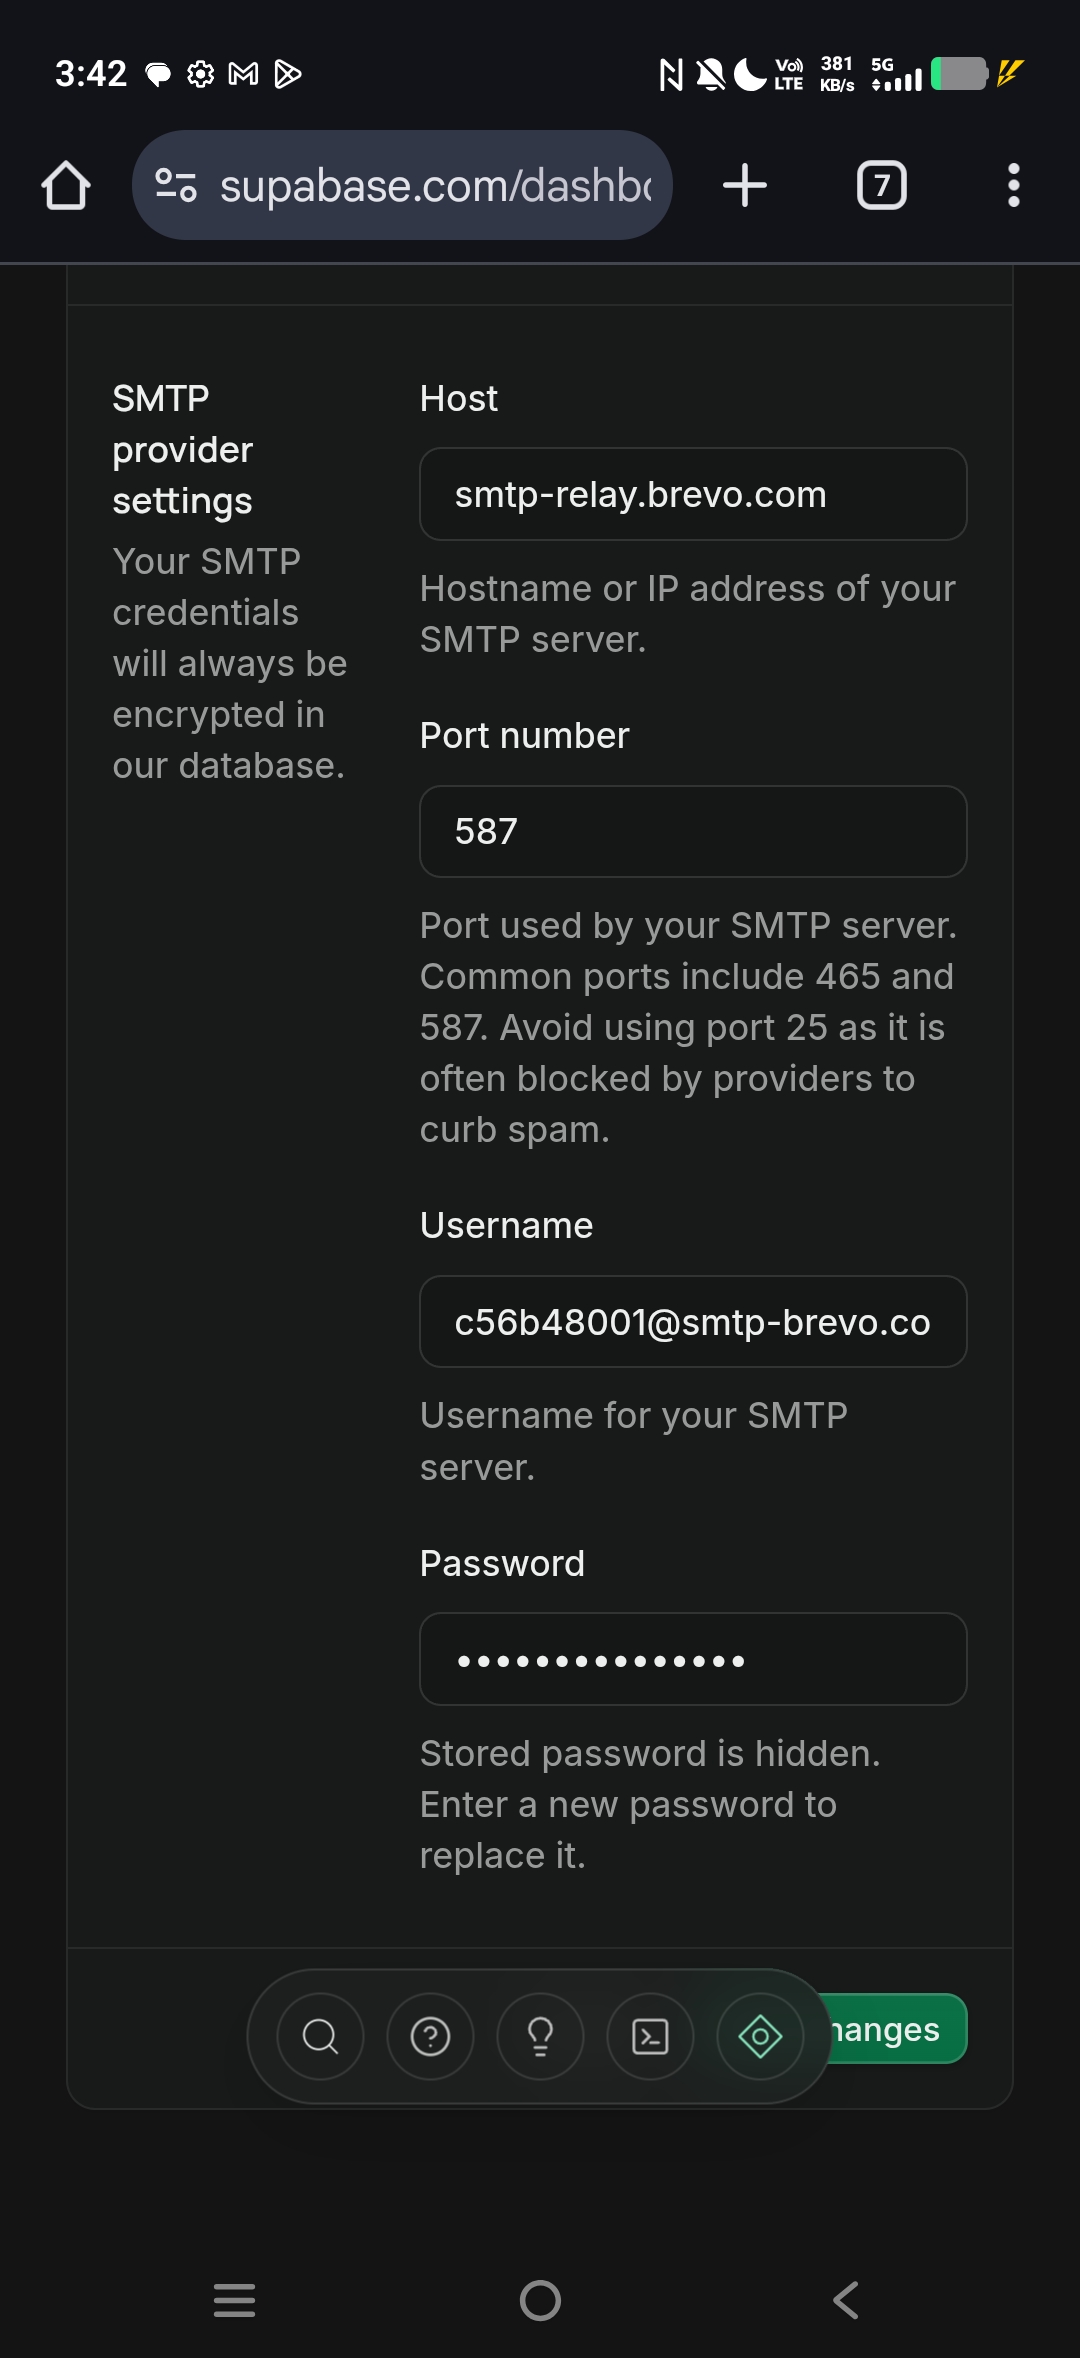 3:42
Vo))
LTE
381
KB/s
5G
supabase.com/dashbo
7
SMTP
provider
settings
Your SMTP
credentials
will always be
encrypted in
our database.
Host
smtp-relay.brevo.com
Hostname or IP address of your
SMTP server.
Port number
587
Port used by your SMTP server.
Common ports include 465 and
587. Avoid using port 25 as it is
often blocked by providers to
curb spam.
Username
c56b48001@smtp-brevo.co
Username for your SMTP
server.
Password
•••••••••••••••
Stored password is hidden.
Enter a new password to
replace it.
hanges